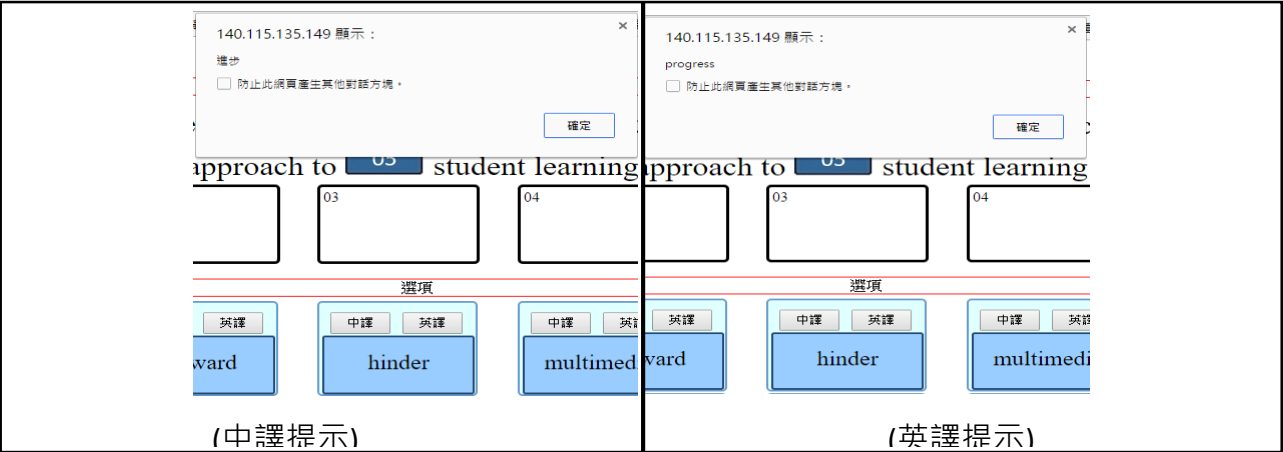 140.115.135.149 顯示：
進步
防止此網頁產生其他對話方塊。
確定
approach to 05 student learning
03
04
選項
英譯
中譯 英譯
中譯
ward
hinder
multimed
(中譯提示)
140.115.135.149 顯示：
progress
防止此網頁產生其他對話方塊。
確定
approach to 05 student learning
03
04
選項
英譯
中譯 英譯
中譯
ward
hinder
multimedi
(英譯提示)